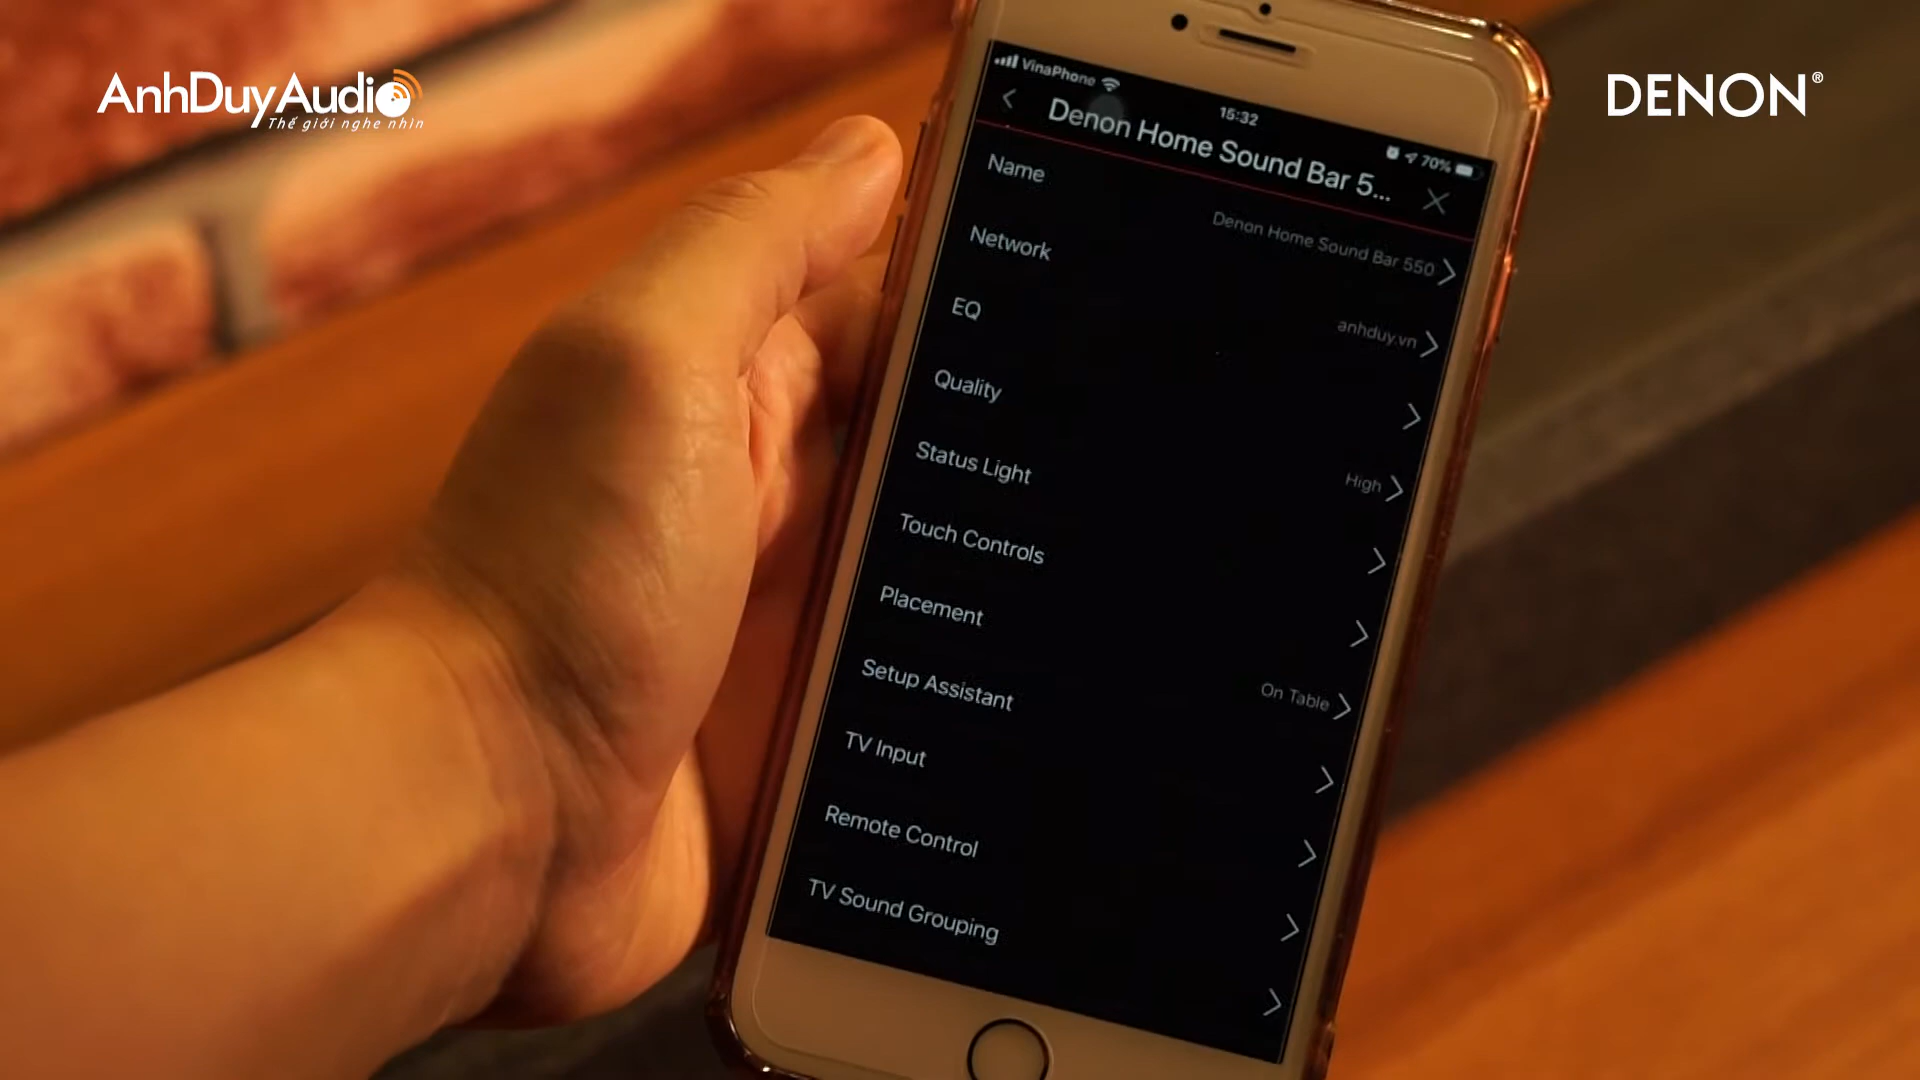 AnhDuyAudio
Thế giới nghe nhìn
DENON®
VinaPhone
15:32
70%
Denon Home Sound Bar 5...
Name
Denon Home Sound Bar 550
Network
anhduy.vn
EQ
Quality
High
Status Light
Touch Controls
Placement
On Table
Setup Assistant
TV Input
Remote Control
TV Sound Grouping